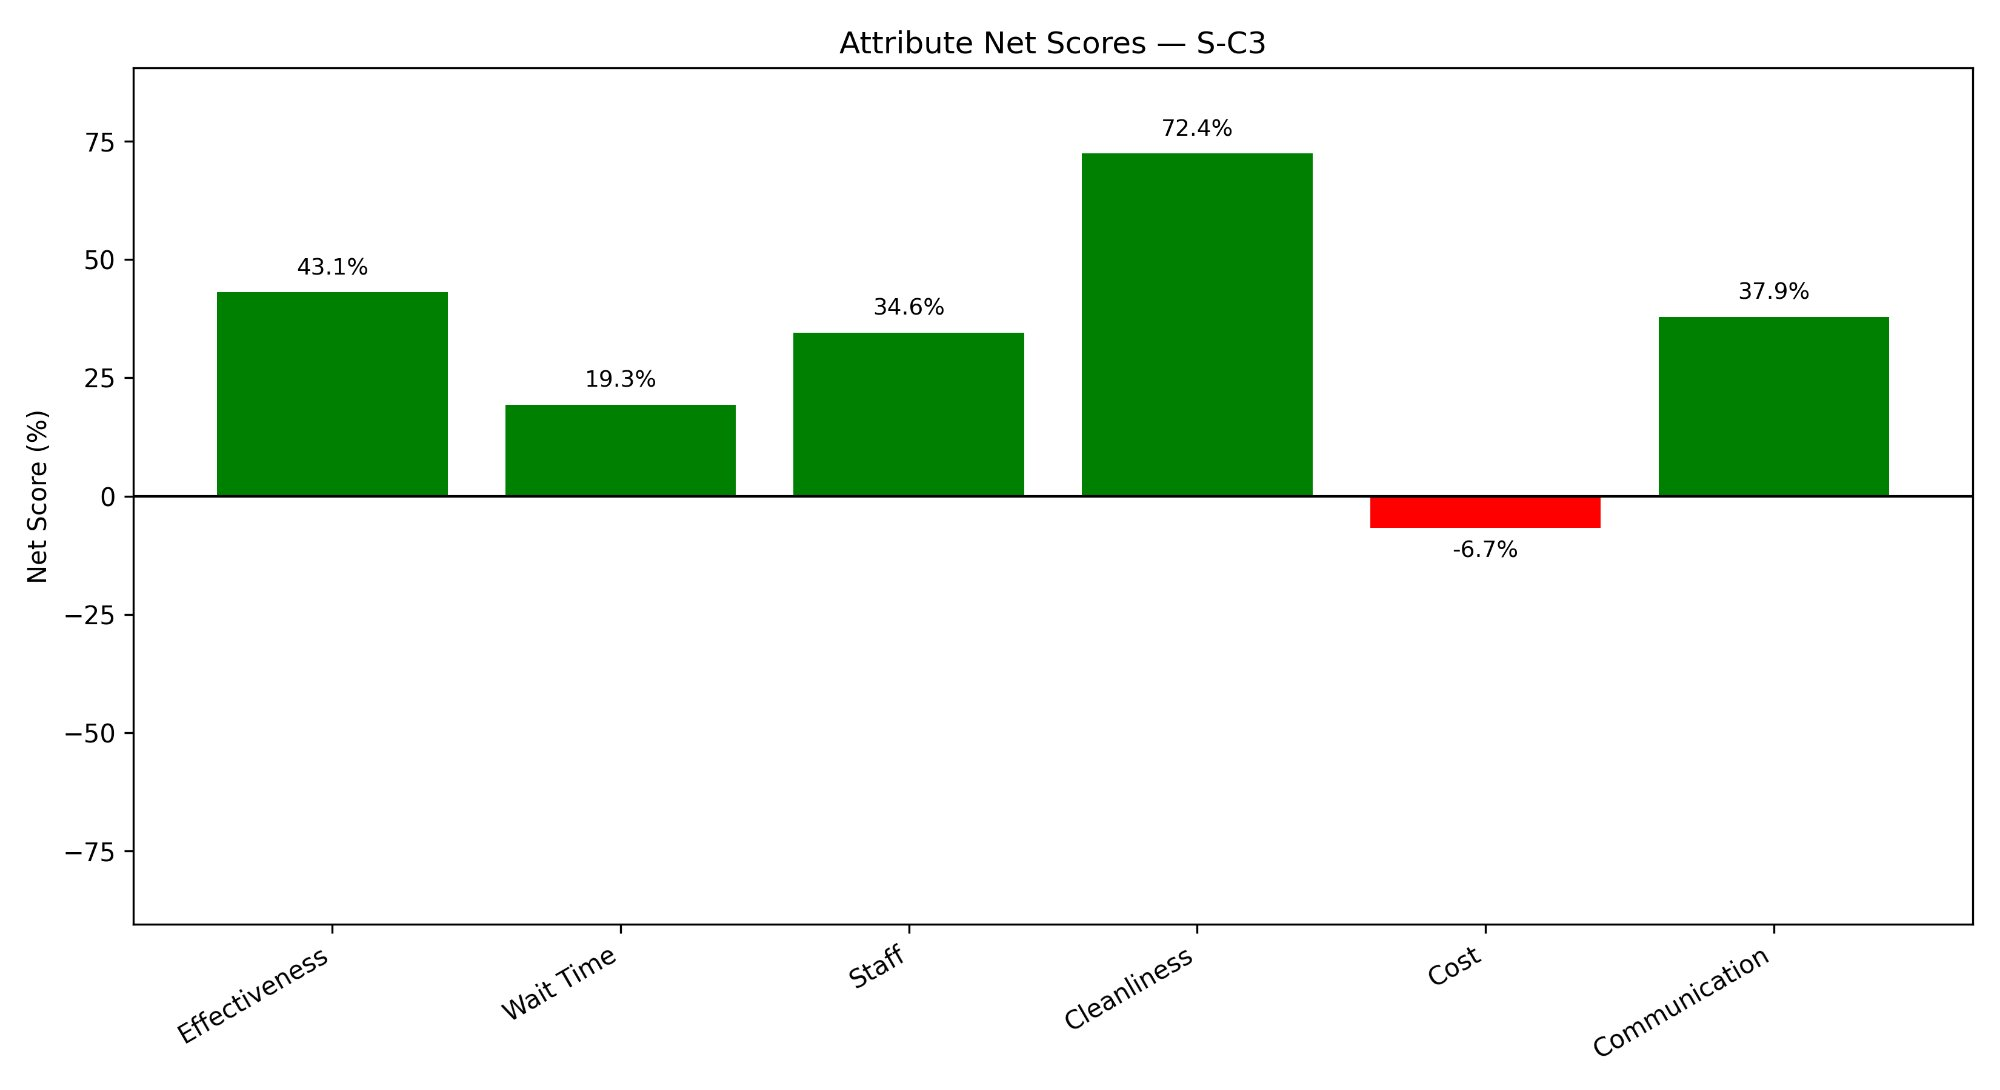 Attribute Net Scores — S-C3
Net Score (%)
75
50
25
0
−25
−50
−75
43.1%
19.3%
34.6%
72.4%
-6.7%
37.9%
Effectiveness
Wait Time
Staff
Cleanliness
Cost
Communication